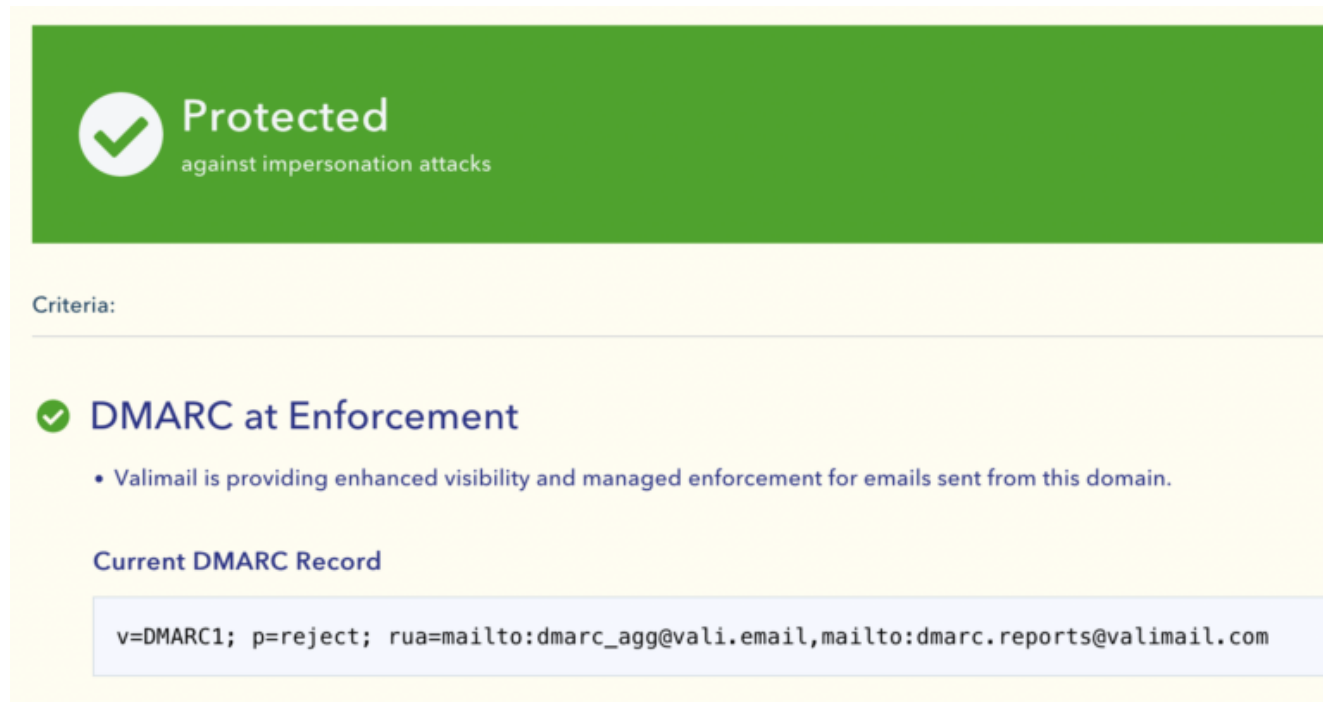 Protected
against impersonation attacks
Criteria:
DMARC at Enforcement
• Valimail is providing enhanced visibility and managed enforcement for emails sent from this domain.
Current DMARC Record
v=DMARC1; p=reject; rua=mailto:dmarc_agg@vali.email,mailto:dmarc.reports@valimail.com